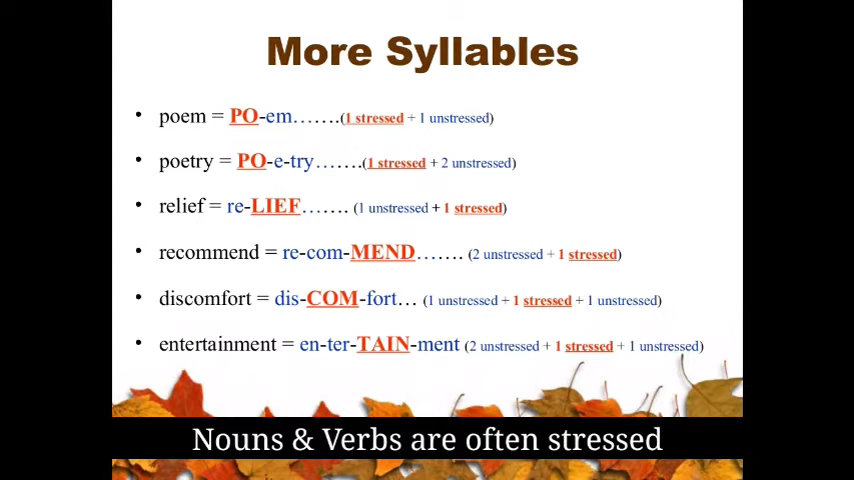 More Syllables
• poem = PO-em…….(1 stressed + 1 unstressed)
• poetry = PO-e-try…….(1 stressed + 2 unstressed)
• relief = re-LIEF……. (1 unstressed + 1 stressed)
• recommend = re-com-MEND……. (2 unstressed + 1 stressed)
• discomfort = dis-COM-fort… (1 unstressed + 1 stressed + 1 unstressed)
• entertainment = en-ter-TAIN-ment (2 unstressed + 1 stressed + 1 unstressed)
Nouns & Verbs are often stressed